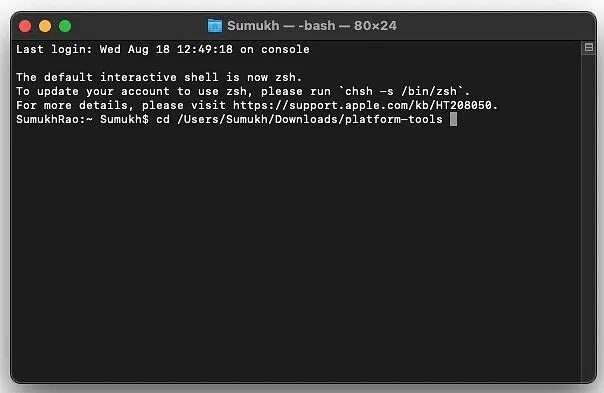 Sumukh — -bash — 80×24
Last login: Wed Aug 18 12:49:18 on console
The default interactive shell is now zsh.
To update your account to use zsh, please run `chsh -s /bin/zsh`.
For more details, please visit https://support.apple.com/kb/HT208050.
SumukhRao:~ Sumukh$ cd /Users/Sumukh/Downloads/platform-tools